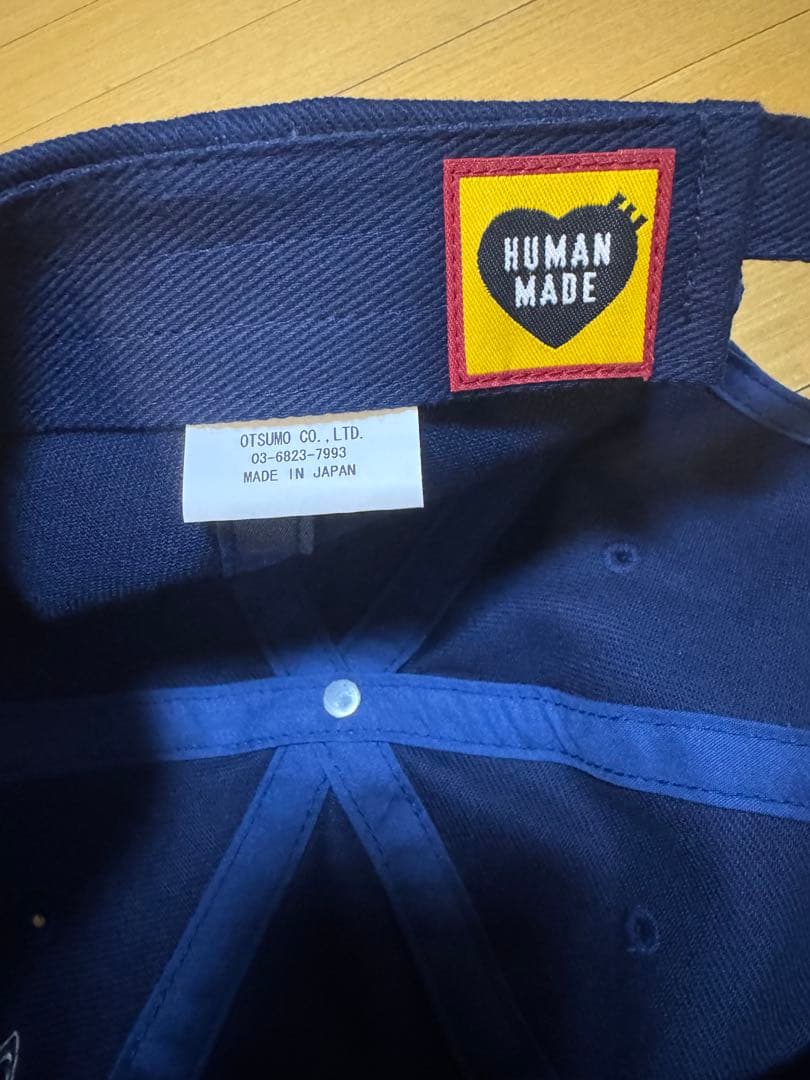 HUMAN
MADE
OTSUMO CO.,LTD.
03-6823-7993
MADE IN JAPAN